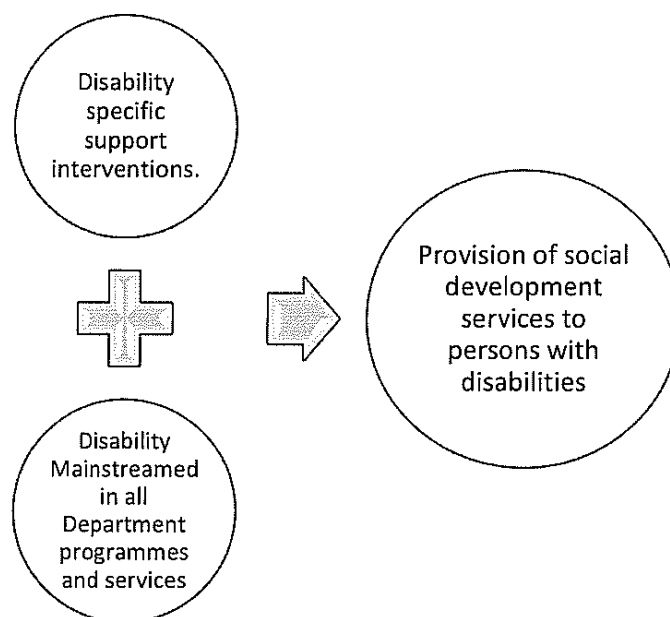 Disability
specific
support
interventions.
Provision of social
development
services to
persons with
disabilities
Disability
Mainstreamed
in all
Department
programmes
and services